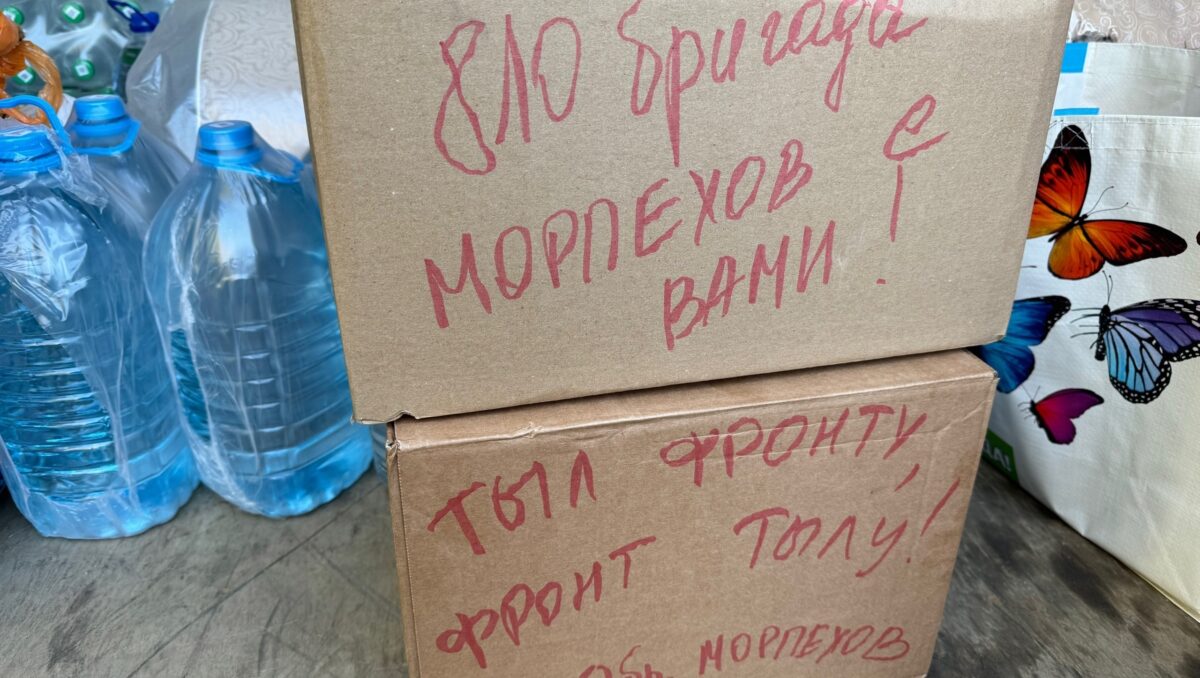 810 бригада
МОРПЕХОВ С
ВАМИ!
ТЫЛ ФРОНТУ,
ФРОНТ ТЫЛУ!
МОРПЕХОВ